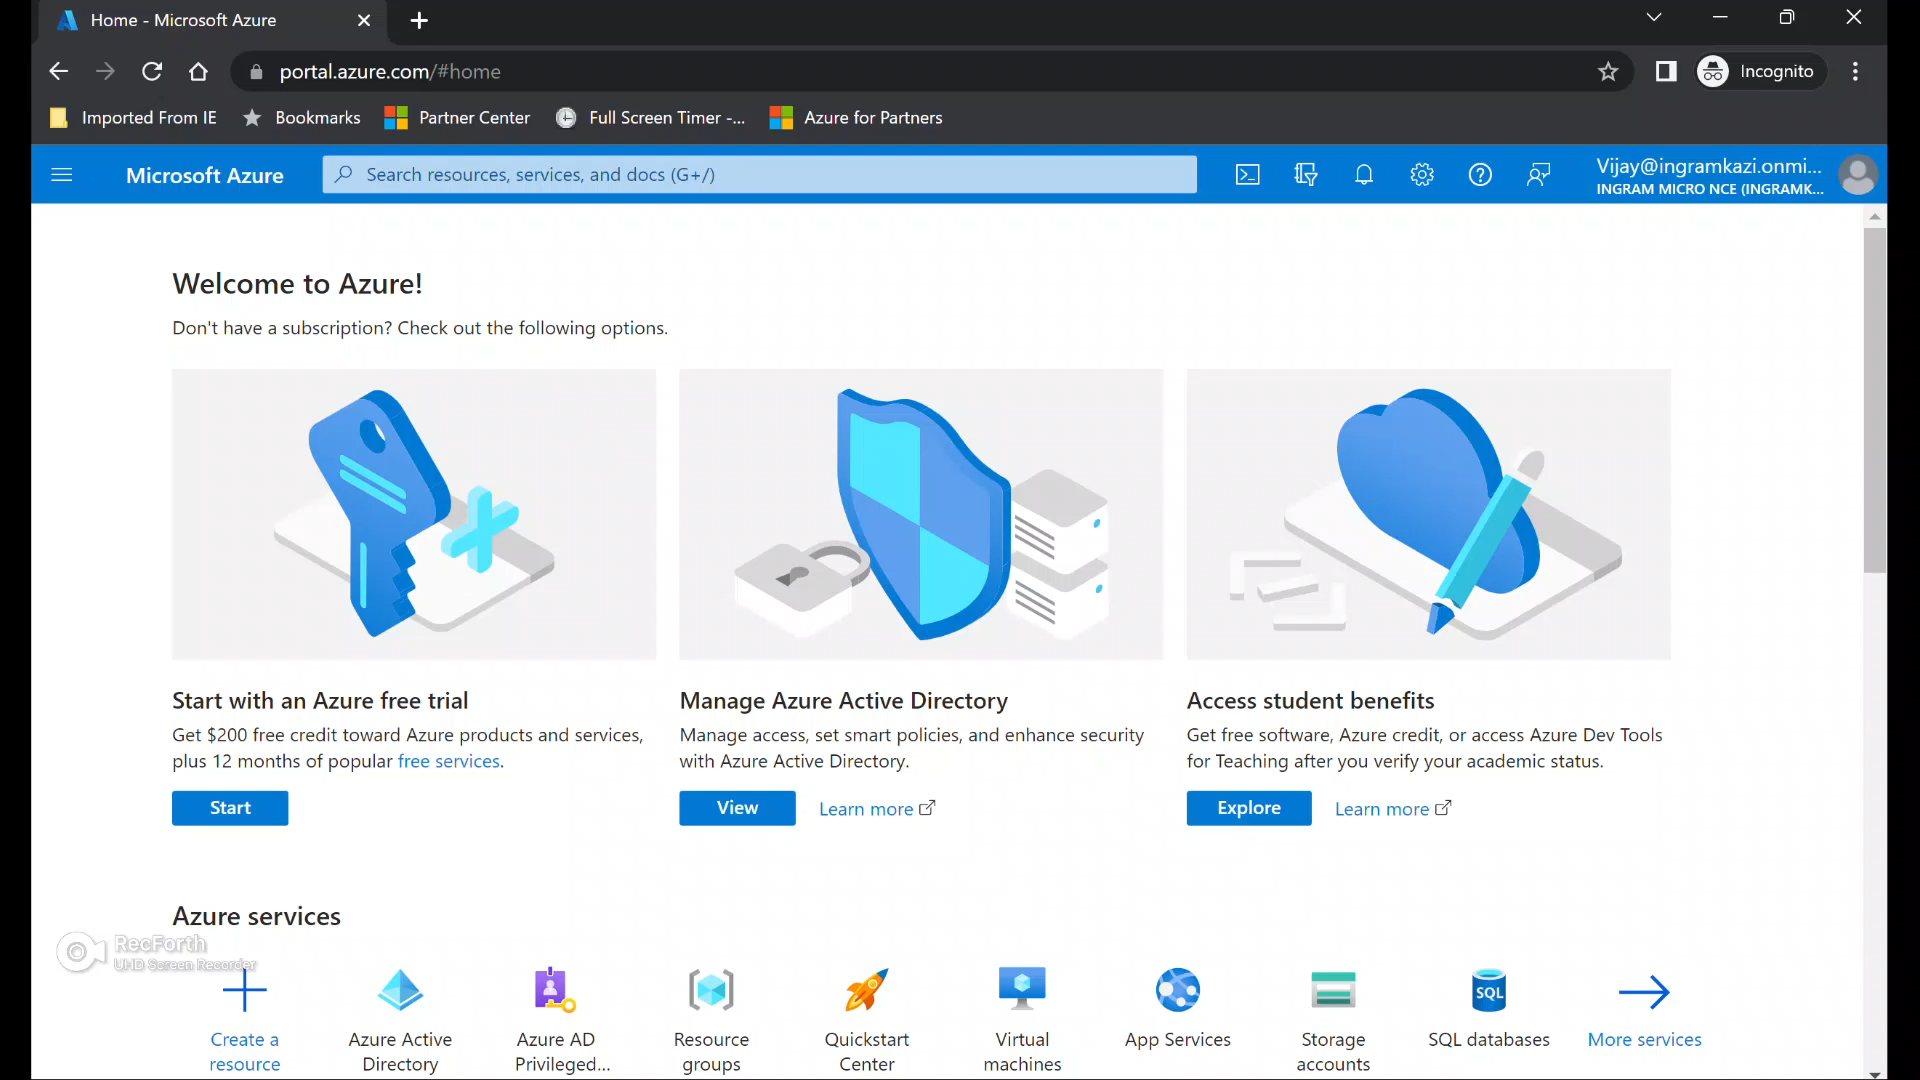 Home - Microsoft Azure
portal.azure.com/#home
Incognito
Imported From IE
Bookmarks
Partner Center
Full Screen Timer -...
Azure for Partners
Microsoft Azure
Search resources, services, and docs (G+/)
Vijay@ingramkazi.onmi...
INGRAM MICRO NCE (INGRAMK...
Welcome to Azure!
Don't have a subscription? Check out the following options.
Start with an Azure free trial
Get $200 free credit toward Azure products and services,
plus 12 months of popular free services.
Start
Manage Azure Active Directory
Manage access, set smart policies, and enhance security
with Azure Active Directory.
View
Learn more
Access student benefits
Get free software, Azure credit, or access Azure Dev Tools
for Teaching after you verify your academic status.
Explore
Learn more
Azure services
RecForth
UHD Screen Recorder
Create a
resource
Azure Active
Directory
Azure AD
Privileged...
Resource
groups
Quickstart
Center
Virtual
machines
App Services
Storage
accounts
SQL
SQL databases
More services